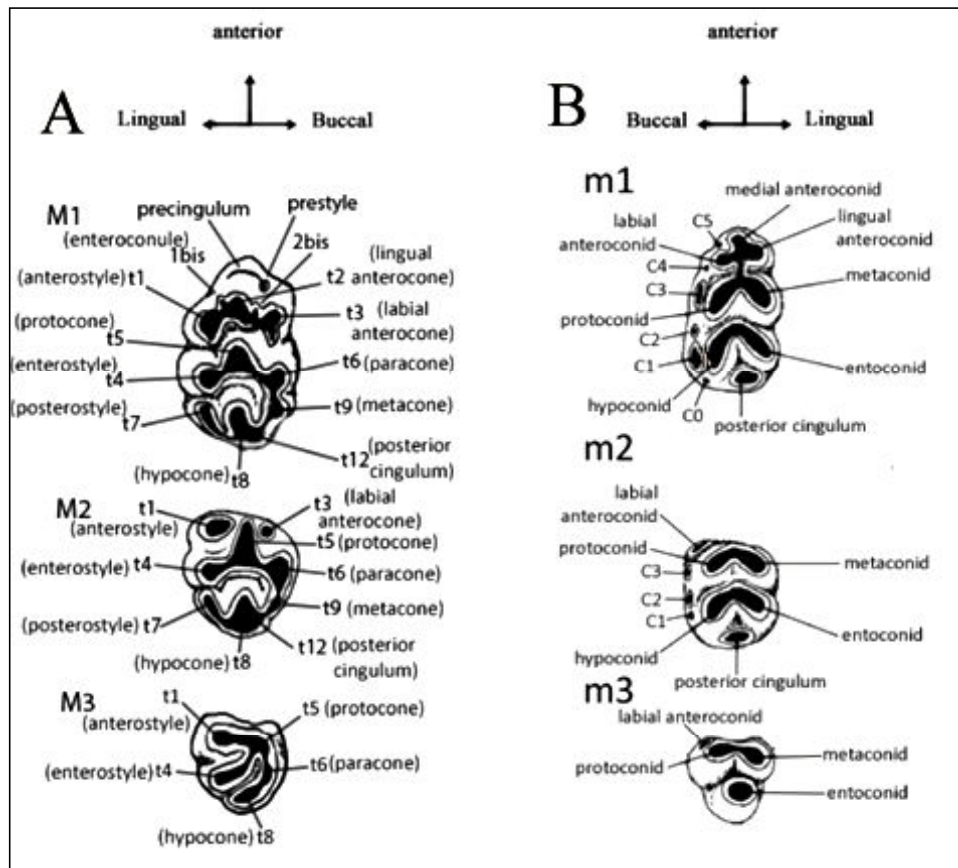 anterior
A
Lingual
Buccal
M1
precingulum
prestyle
(enteroconule)
1bis
2bis
(lingual
anterocone)
t2
(anterostyle) t1
t3
(labial
anterocone)
(protocone)
t5
t6 (paracone)
(enterostyle)
t4
(posterostyle)
t7
t9 (metacone)
t12
(posterior
cingulum)
(hypocone) t8
M2
t1
(anterostyle)
t3
(labial
anterocone)
t5 (protocone)
(enterostyle) t4
t6 (paracone)
t9 (metacone)
(posterostyle) t7
t12 (posterior
cingulum)
(hypocone) t8
M3
t1
(anterostyle)
t5 (protocone)
(enterostyle) t4
t6 (paracone)
(hypocone) t8
anterior
B
Buccal
Lingual
m1
medial anteroconid
labial
anteroconid
C5
lingual
anteroconid
C4
C3
metaconid
protoconid
C2
C1
entoconid
hypoconid
C0
posterior cingulum
m2
labial
anteroconid
protoconid
C3
metaconid
C2
C1
entoconid
hypoconid
posterior cingulum
m3
labial anteroconid
protoconid
metaconid
entoconid